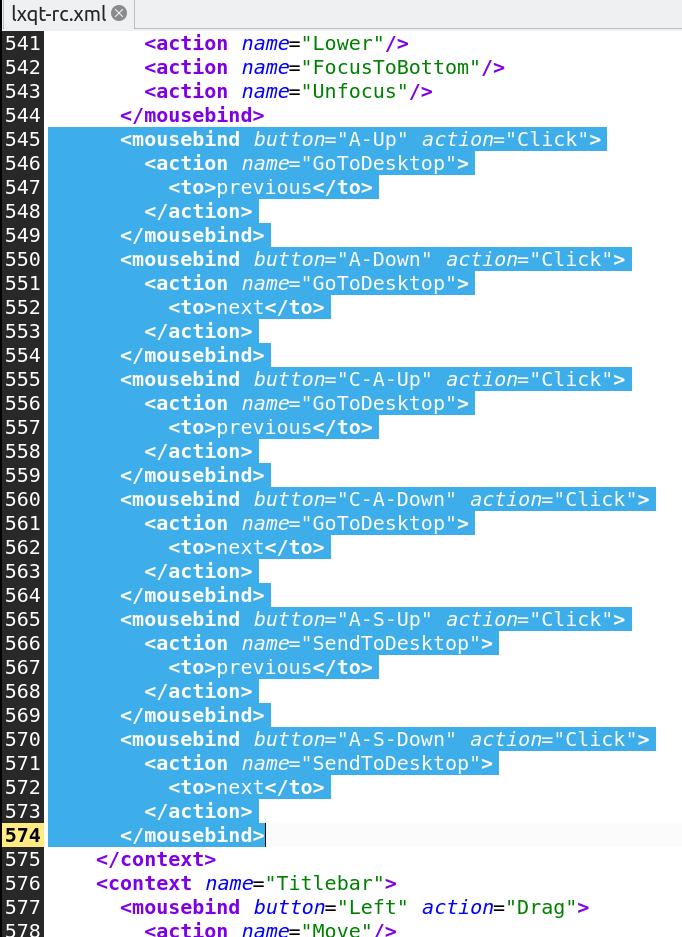 lxqt-rc.xml
541 <action name="Lower"/>
542 <action name="FocusToBottom"/>
543 <action name="Unfocus"/>
544 </mousebind>
545 <mousebind button="A-Up" action="Click">
546 <action name="GoToDesktop">
547 <to>previous</to>
548 </action>
549 </mousebind>
550 <mousebind button="A-Down" action="Click">
551 <action name="GoToDesktop">
552 <to>next</to>
553 </action>
554 </mousebind>
555 <mousebind button="C-A-Up" action="Click">
556 <action name="GoToDesktop">
557 <to>previous</to>
558 </action>
559 </mousebind>
560 <mousebind button="C-A-Down" action="Click">
561 <action name="GoToDesktop">
562 <to>next</to>
563 </action>
564 </mousebind>
565 <mousebind button="A-S-Up" action="Click">
566 <action name="SendToDesktop">
567 <to>previous</to>
568 </action>
569 </mousebind>
570 <mousebind button="A-S-Down" action="Click">
571 <action name="SendToDesktop">
572 <to>next</to>
573 </action>
574 </mousebind>
575 </context>
576 <context name="Titlebar">
577 <mousebind button="Left" action="Drag">
578 <action name="Move"/>